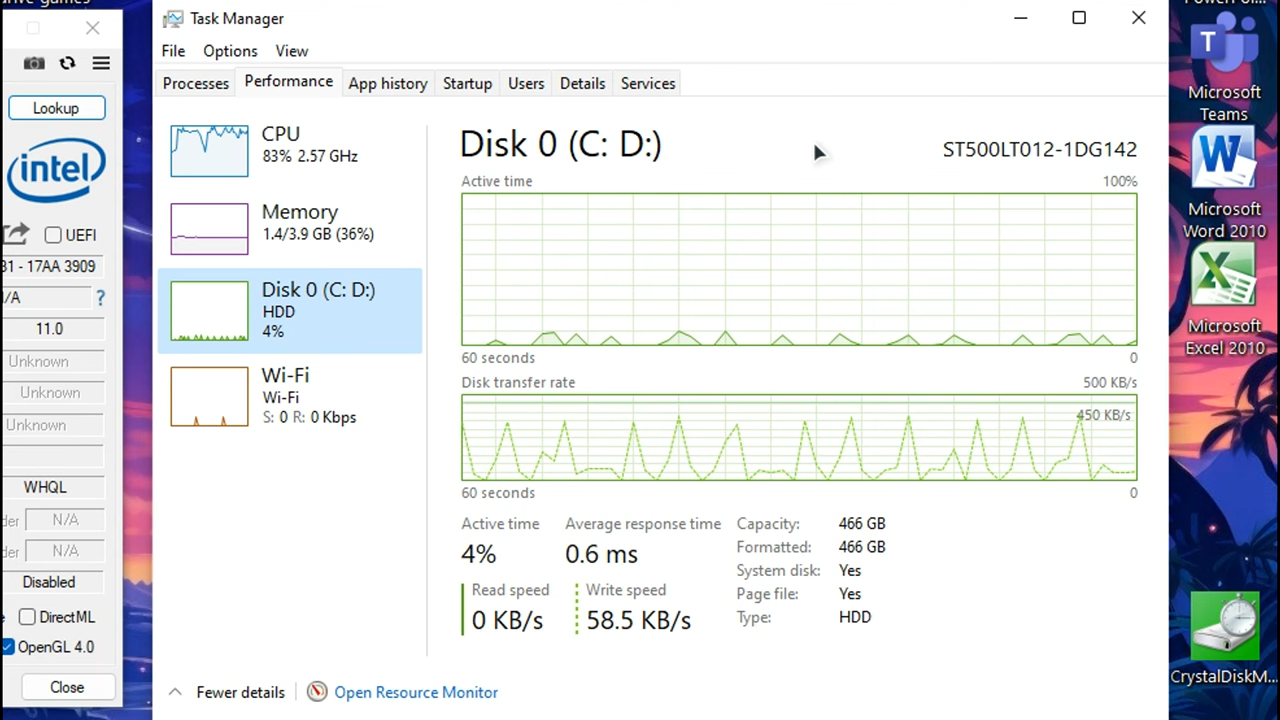 Lookup
intel
UEFI
31 - 17AA 3909
/A
?
11.0
Unknown
Unknown
Unknown
WHQL
der N/A
der N/A
Disabled
DirectML
OpenGL 4.0
Close
Task Manager
File Options View
Processes Performance App history Startup Users Details Services
CPU
83% 2.57 GHz
Memory
1.4/3.9 GB (36%)
Disk 0 (C: D:)
HDD
4%
Wi-Fi
Wi-Fi
S: 0 R: 0 Kbps
Disk 0 (C: D:) ST500LT012-1DG142
Active time 100%
60 seconds 0
Disk transfer rate 500 KB/s
450 KB/s
60 seconds 0
Active time Average response time
4% 0.6 ms
Read speed Write speed
0 KB/s 58.5 KB/s
Capacity: 466 GB
Formatted: 466 GB
System disk: Yes
Page file: Yes
Type: HDD
Fewer details Open Resource Monitor
T
Microsoft
Teams
W
Microsoft
Word 2010
X
Microsoft
Excel 2010
CrystalDiskM...